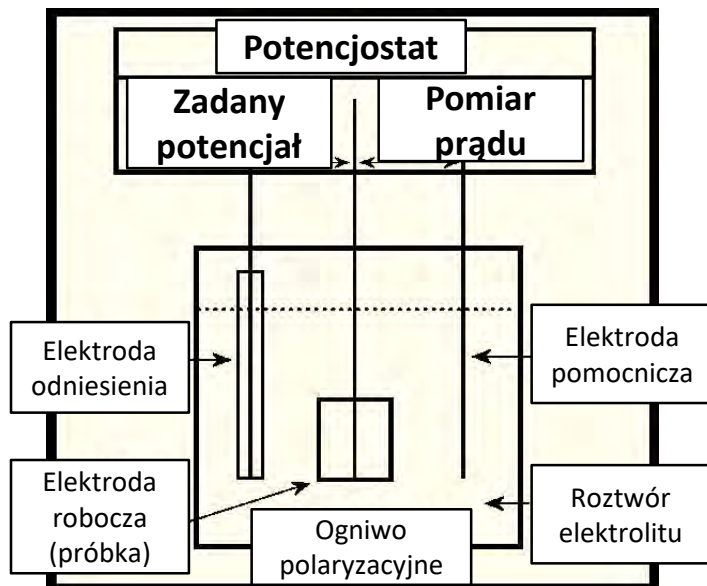 Potencjostat
Zadany
potencjał
Pomiar
prądu
Elektroda
odniesienia
Elektroda
pomocnicza
Elektroda
robocza
(próbka)
Roztwór
elektrolitu
Ogniwo
polaryzacyjne